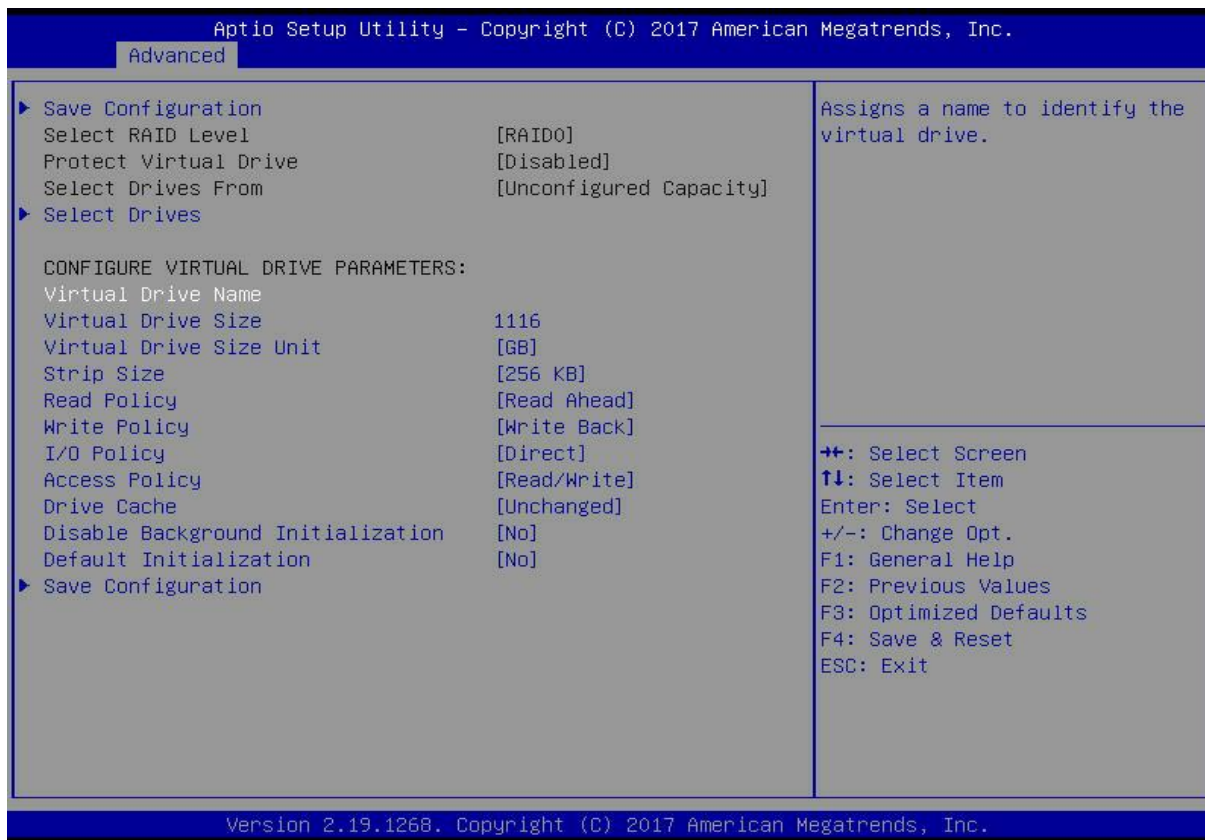 Aptio Setup Utility – Copyright (C) 2017 American Megatrends, Inc.
Advanced
Save Configuration
Select RAID Level [RAID0]
Protect Virtual Drive [Disabled]
Select Drives From [Unconfigured Capacity]
Select Drives
CONFIGURE VIRTUAL DRIVE PARAMETERS:
Virtual Drive Name
Virtual Drive Size 1116
Virtual Drive Size Unit [GB]
Strip Size [256 KB]
Read Policy [Read Ahead]
Write Policy [Write Back]
I/O Policy [Direct]
Access Policy [Read/Write]
Drive Cache [Unchanged]
Disable Background Initialization [No]
Default Initialization [No]
Save Configuration
Assigns a name to identify the
virtual drive.
→←: Select Screen
↑↓: Select Item
Enter: Select
+/-: Change Opt.
F1: General Help
F2: Previous Values
F3: Optimized Defaults
F4: Save & Reset
ESC: Exit
Version 2.19.1268. Copyright (C) 2017 American Megatrends, Inc.